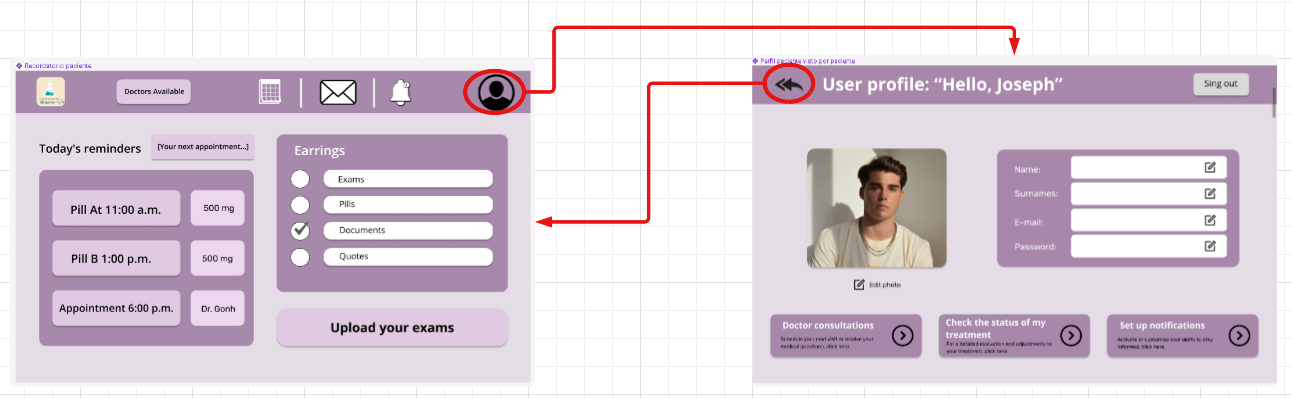 Recordatorio paciente
Doctors Available
Today's reminders
[Your next appointment...]
Pill At 11:00 a.m.
500 mg
Pill B 1:00 p.m.
500 mg
Appointment 6:00 p.m.
Dr. Gonh
Earrings
Exams
Pills
Documents
Quotes
Upload your exams
Perfil paciente visto por paciente
User profile: “Hello, Joseph”
Sing out
Name:
Surnames:
E-mail:
Password:
Edit photo
Doctor consultations
Schedule your next visit or resolve your
medical questions, click here.
Check the status of my
treatment
For a detailed evaluation and adjustments to
your treatment, click here.
Set up notifications
Activate or customize your alerts to stay
informed, click here.